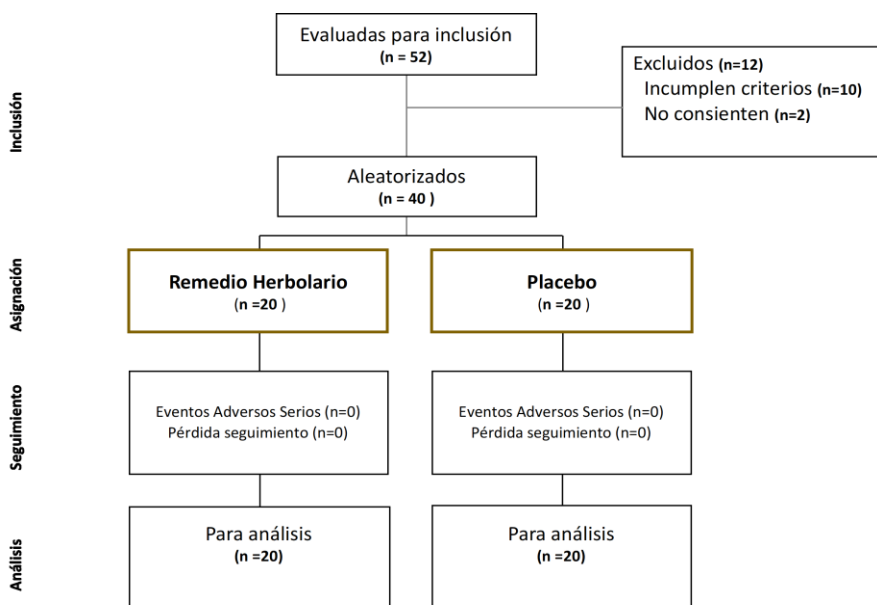 Evaluadas para inclusión
(n = 52)
Excluidos (n=12)
Incumplen criterios (n=10)
No consienten (n=2)
Inclusión
Aleatorizados
(n = 40 )
Asignación
Remedio Herbolario
(n =20 )
Placebo
(n =20 )
Seguimiento
Eventos Adversos Serios (n=0)
Pérdida seguimiento (n=0)
Eventos Adversos Serios (n=0)
Pérdida seguimiento (n=0)
Análisis
Para análisis
(n =20)
Para análisis
(n =20)